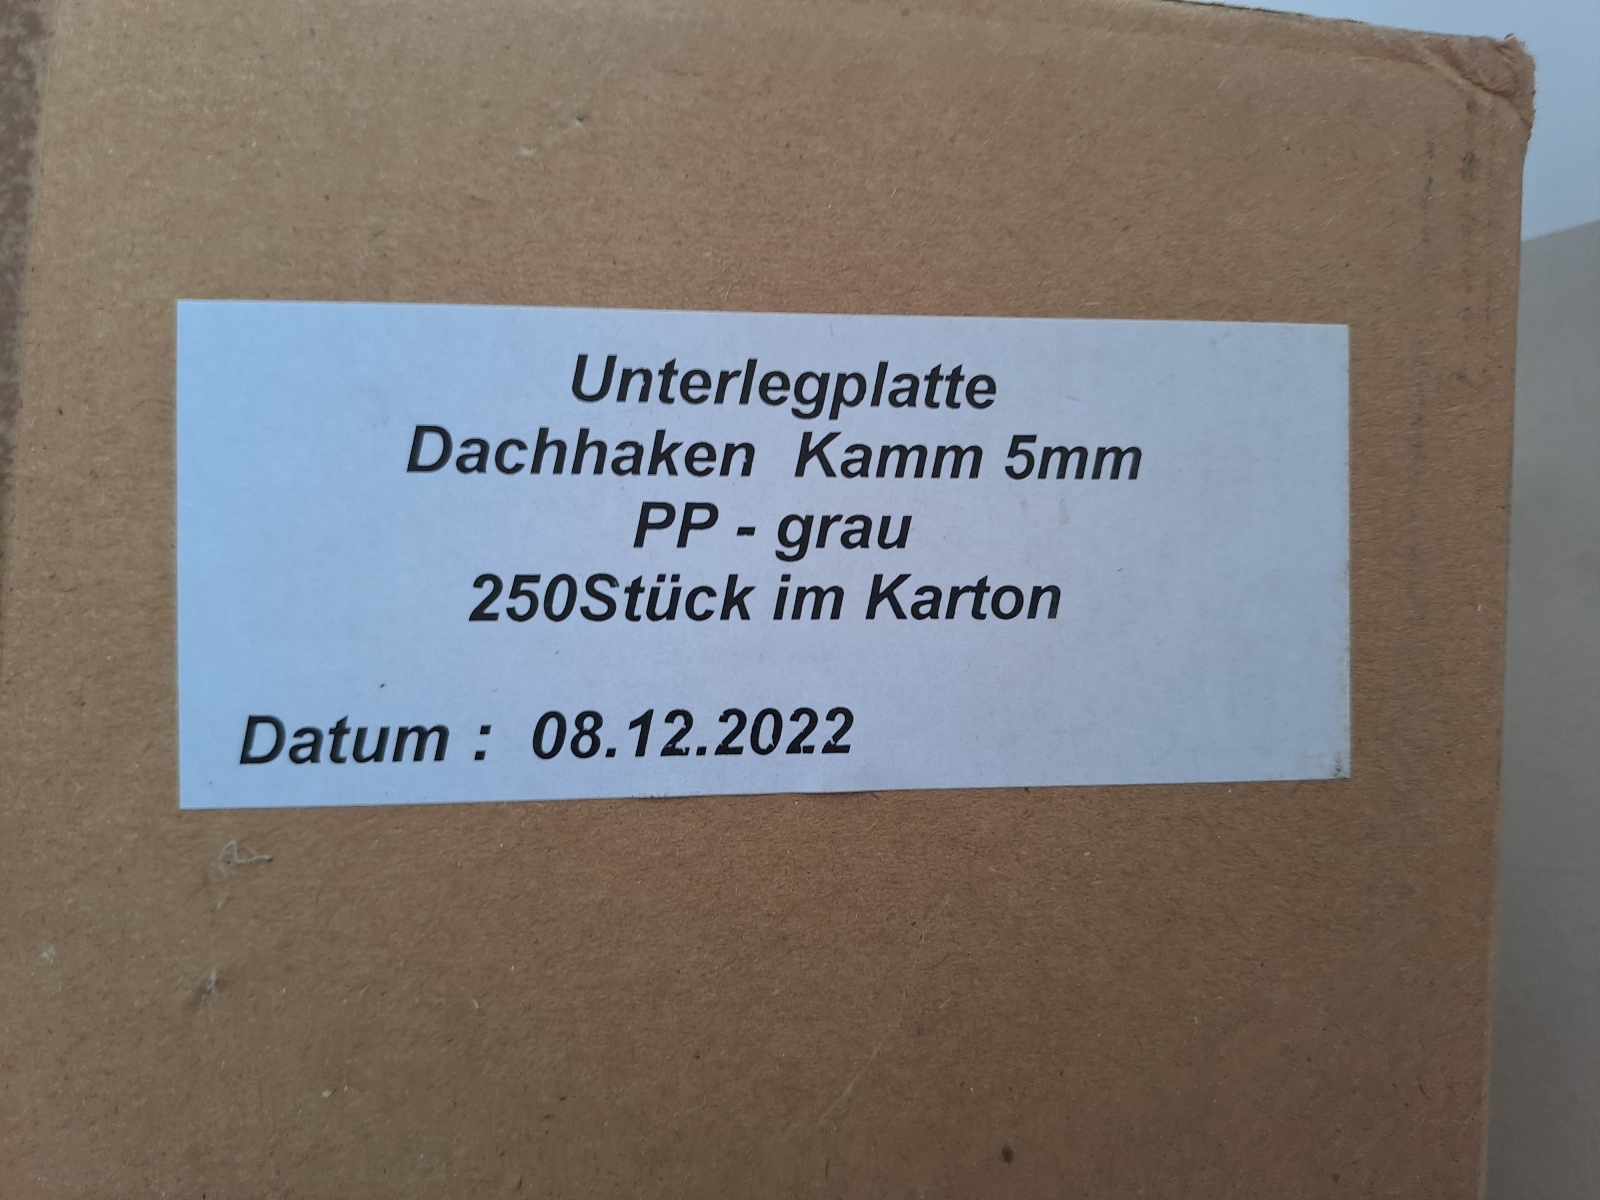 Unterlegplatte
Dachhaken Kamm 5mm
PP - grau
250Stück im Karton
Datum : 08.12.2022